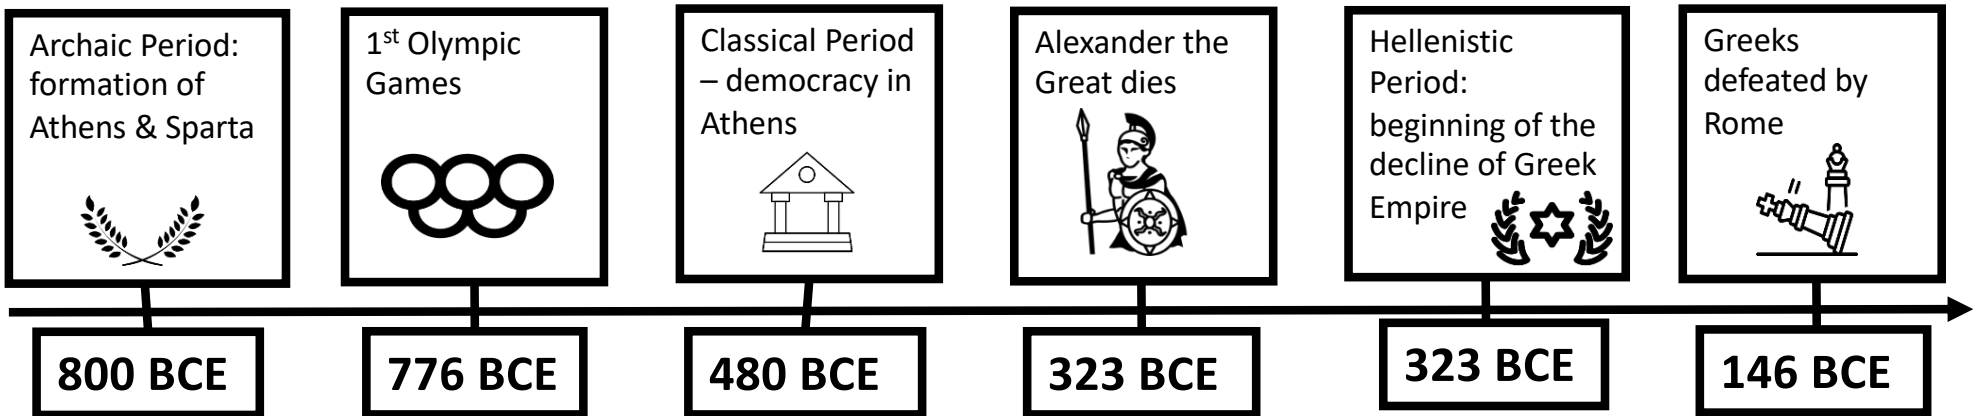 Archaic Period:
formation of
Athens & Sparta
1st Olympic
Games
Classical Period
– democracy in
Athens
Alexander the
Great dies
Hellenistic
Period:
beginning of the
decline of Greek
Empire
Greeks
defeated by
Rome
800 BCE
776 BCE
480 BCE
323 BCE
323 BCE
146 BCE